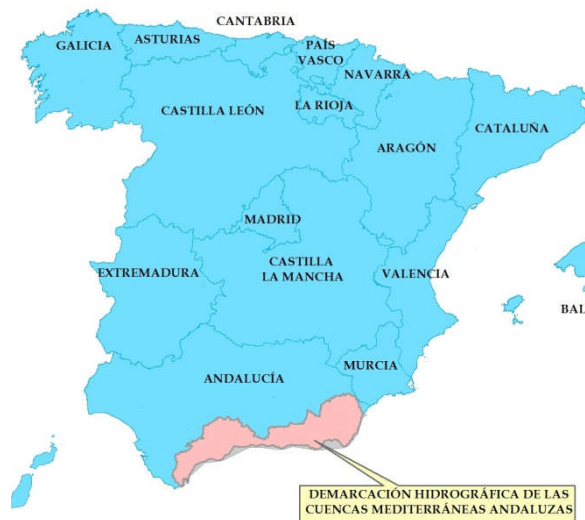 CANTABRIA
GALICIA
ASTURIAS
PAÍS
VASCO
NAVARRA
CASTILLA LEÓN
LA RIOJA
ARAGÓN
CATALUÑA
MADRID
CASTILLA
LA MANCHA
EXTREMADURA
VALENCIA
BAL
ANDALUCÍA
MURCIA
DEMARCACIÓN HIDROGRÁFICA DE LAS
CUENCAS MEDITERRÁNEAS ANDALUZAS